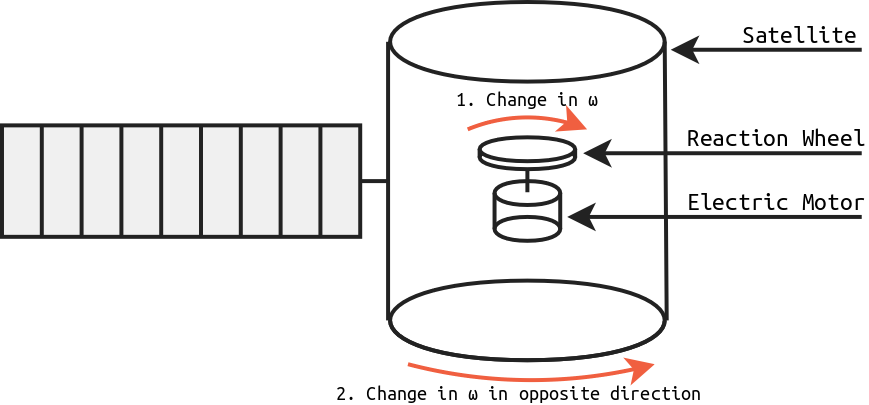 Satellite
1. Change in ω
Reaction Wheel
Electric Motor
2. Change in ω in opposite direction